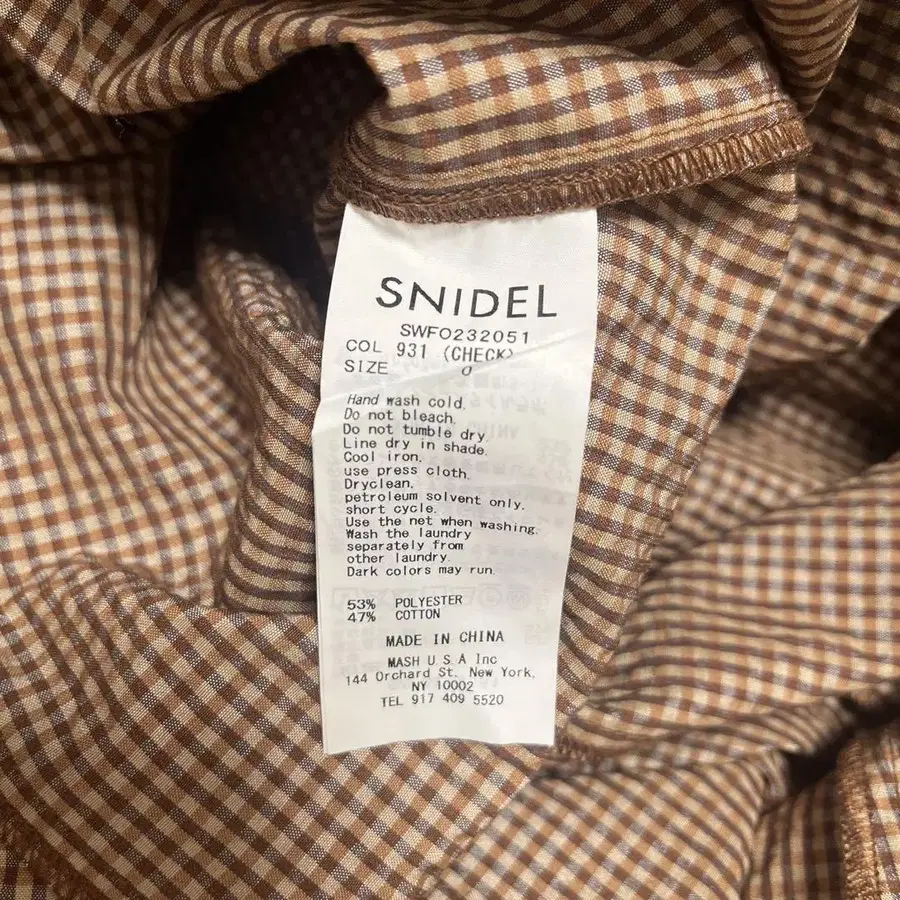 SNIDEL
SWFO232051
COL 931 (CHECK)
SIZE 0
Hand wash cold.
Do not bleach.
Do not tumble dry.
Line dry in shade.
Cool iron.
use press cloth.
Dryclean.
petroleum solvent only.
short cycle.
Use the net when washing.
Wash the laundry
separately from
other laundry.
Dark colors may run.
53% POLYESTER
47% COTTON
MADE IN CHINA
MASH U.S.A Inc
144 Orchard St. New York,
NY 10002
TEL 917 409 5520